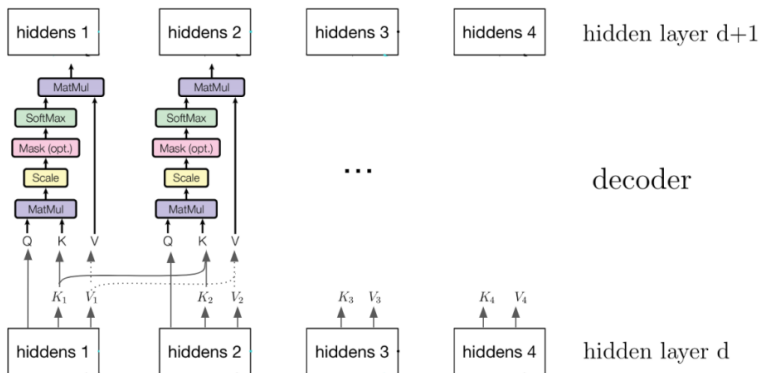 hiddens 1 hiddens 2 hiddens 3 hiddens 4 hidden layer d+1
MatMul MatMul
SoftMax SoftMax
Mask (opt.) Mask (opt.)
Scale Scale
... decoder
MatMul MatMul
Q K V Q K V
K₁ V₁ K₂ V₂ K₃ V₃ K₄ V₄
hiddens 1 hiddens 2 hiddens 3 hiddens 4 hidden layer d